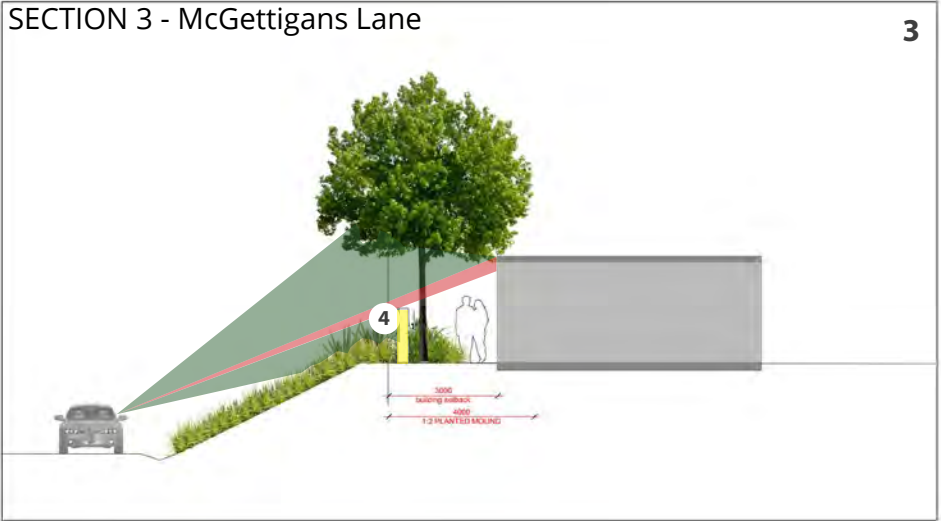 SECTION 3 - McGettigans Lane
3
4
3000
building setback
4000
1:2 PLANTED MOUND